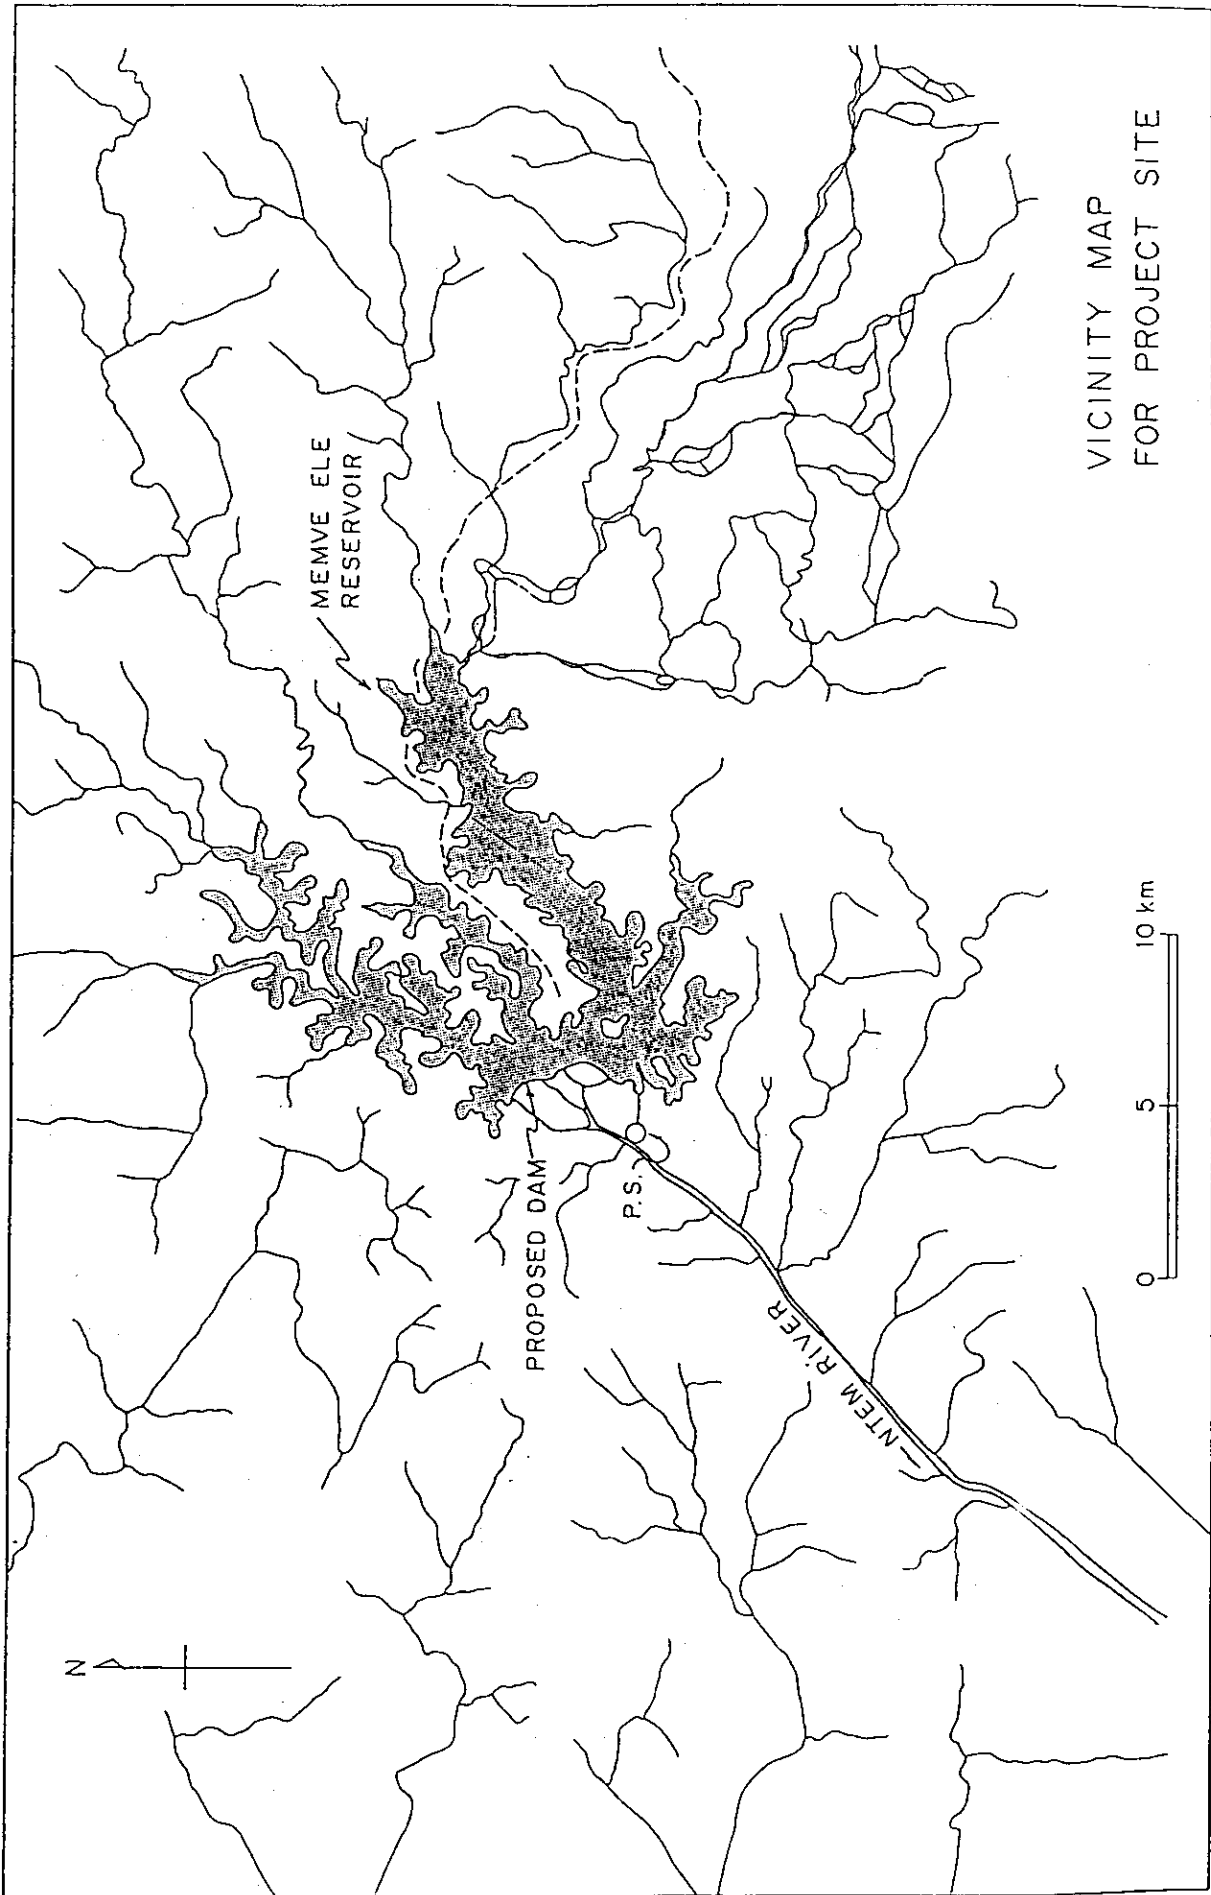 N
MEMVE ELE
RESERVOIR
PROPOSED DAM
P.S.
NTEM RIVER
0 5 10 km
VICINITY MAP
FOR PROJECT SITE